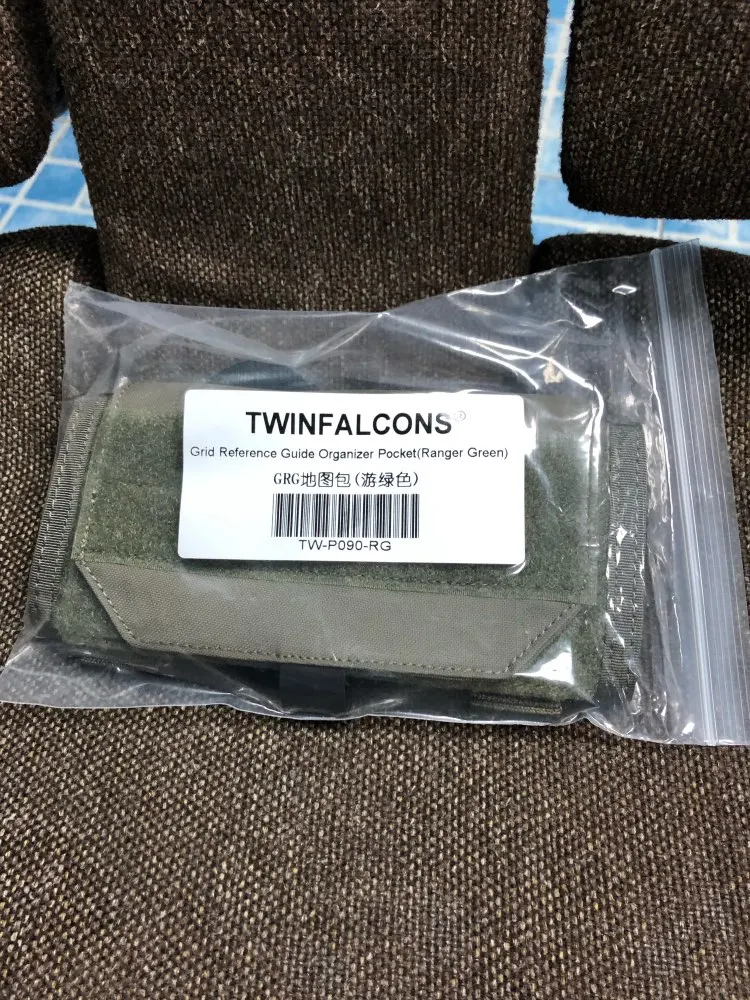 TWINFALCONS®
Grid Reference Guide Organizer Pocket(Ranger Green)
GRG地图包(游绿色)
TW-P090-RG